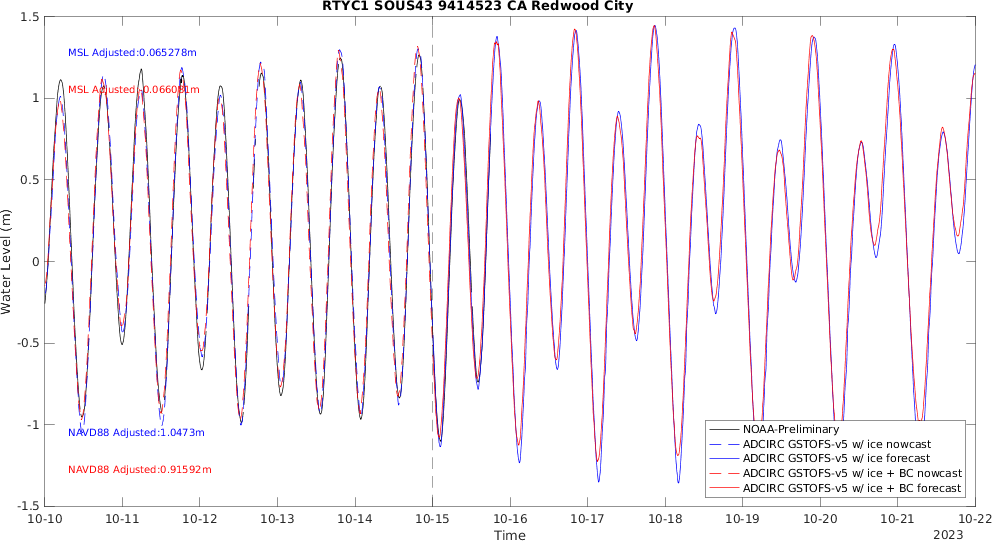 RTYC1 SOUS43 9414523 CA Redwood City
1.5
MSL Adjusted:0.065278m
MSL Adjusted:-0.066081m
1
0.5
Water Level (m)
0
-0.5
-1
NAVD88 Adjusted:1.0473m
NAVD88 Adjusted:0.91592m
-1.5
NOAA-Preliminary
ADCIRC GSTOFS-v5 w/ ice nowcast
ADCIRC GSTOFS-v5 w/ ice forecast
ADCIRC GSTOFS-v5 w/ ice + BC nowcast
ADCIRC GSTOFS-v5 w/ ice + BC forecast
10-10 10-11 10-12 10-13 10-14 10-15 10-16 10-17 10-18 10-19 10-20 10-21 10-22
Time
2023